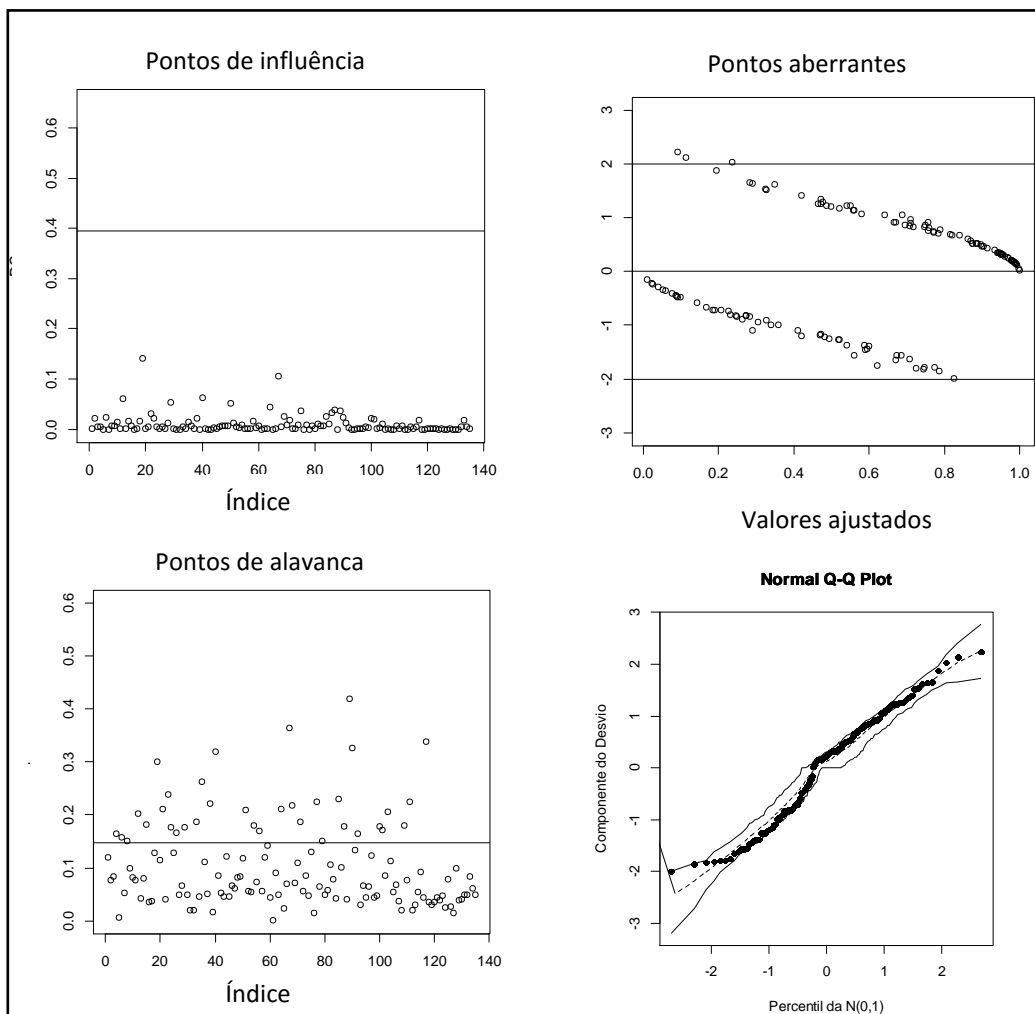 Pontos de influência
0.6
0.5
0.4
0.3
0.2
0.1
0.0
0 20 40 60 80 100 120 140
Índice
Pontos aberrantes
3
2
1
0
-1
-2
-3
0.0 0.2 0.4 0.6 0.8 1.0
Valores ajustados
Pontos de alavanca
0.6
0.5
0.4
0.3
0.2
0.1
0.0
0 20 40 60 80 100 120 140
Índice
Normal Q-Q Plot
Componente do Desvio
3
2
1
0
-1
-2
-3
-2 -1 0 1 2
Percentil da N(0,1)